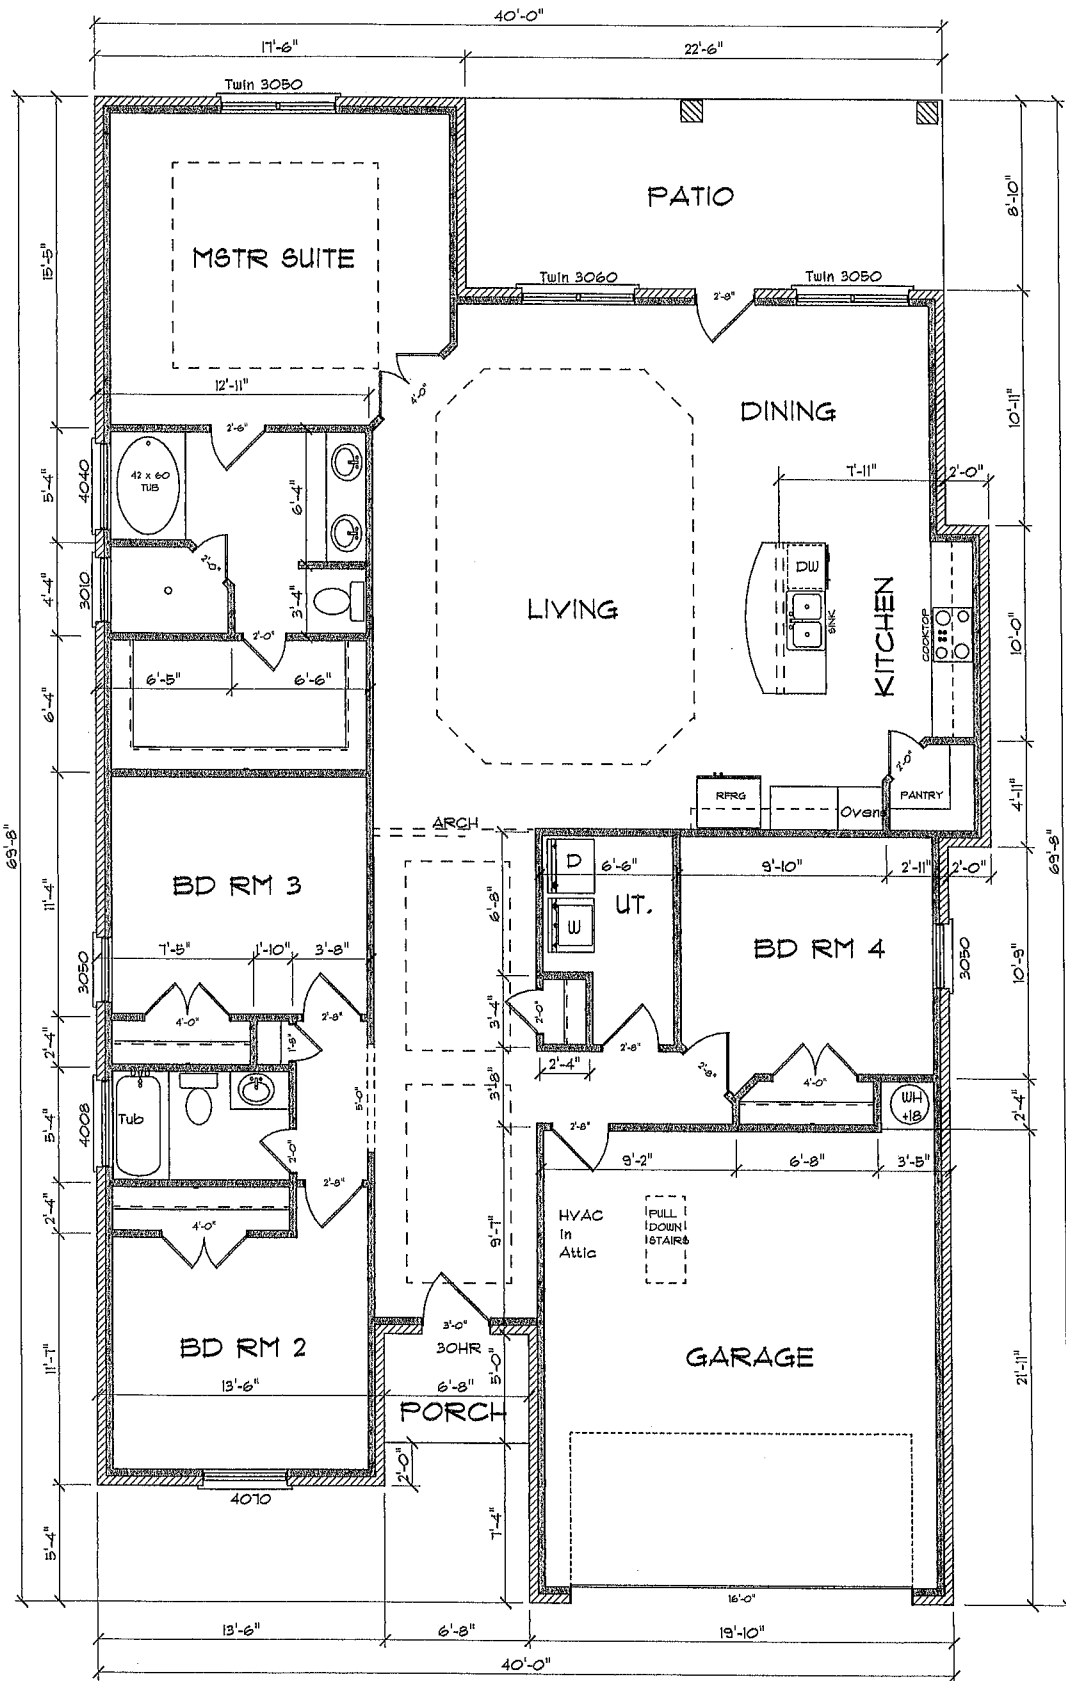 40'-0"
17'-6"
22'-6"
Twin 3050
PATIO
8'-10"
15'-5"
MSTR SUITE
Twin 3060
Twin 3050
2'-8"
12'-11"
4'-0"
DINING
10'-11"
2'-6"
7'-11"
2'-0"
4040
5'-4"
42 x 60
TUB
6'-4"
2'-0"
DW
SINK
KITCHEN
COOKTOP
10'-0"
3010
4'-4"
3'-4"
LIVING
2'-0"
6'-5"
6'-6"
6'-4"
2'-0"
RFRG
Oven
PANTRY
4'-11"
ARCH
69'-8"
69'-8"
D
6'-6"
9'-10"
2'-11"
2'-0"
11'-4"
BD RM 3
6'-8"
W
UT.
BD RM 4
3050
10'-9"
7'-5"
1'-10"
3'-8"
3050
4'-0"
2'-8"
2'-0"
3'-4"
2'-8"
2'-4"
1'-8"
2'-4"
3'-8"
2'-8"
4'-0"
WH
+18
2'-4"
4008
5'-4"
Tub
5'-0"
2'-0"
2'-8"
9'-2"
6'-8"
3'-5"
2'-8"
2'-4"
4'-0"
HVAC
in
Attic
PULL
DOWN
STAIRS
9'-7"
BD RM 2
11'-7"
3'-0"
30HR
5'-0"
GARAGE
21'-11"
13'-6"
6'-8"
PORCH
2'-0"
4070
7'-4"
5'-4"
16'-0"
13'-6"
6'-8"
19'-10"
40'-0"